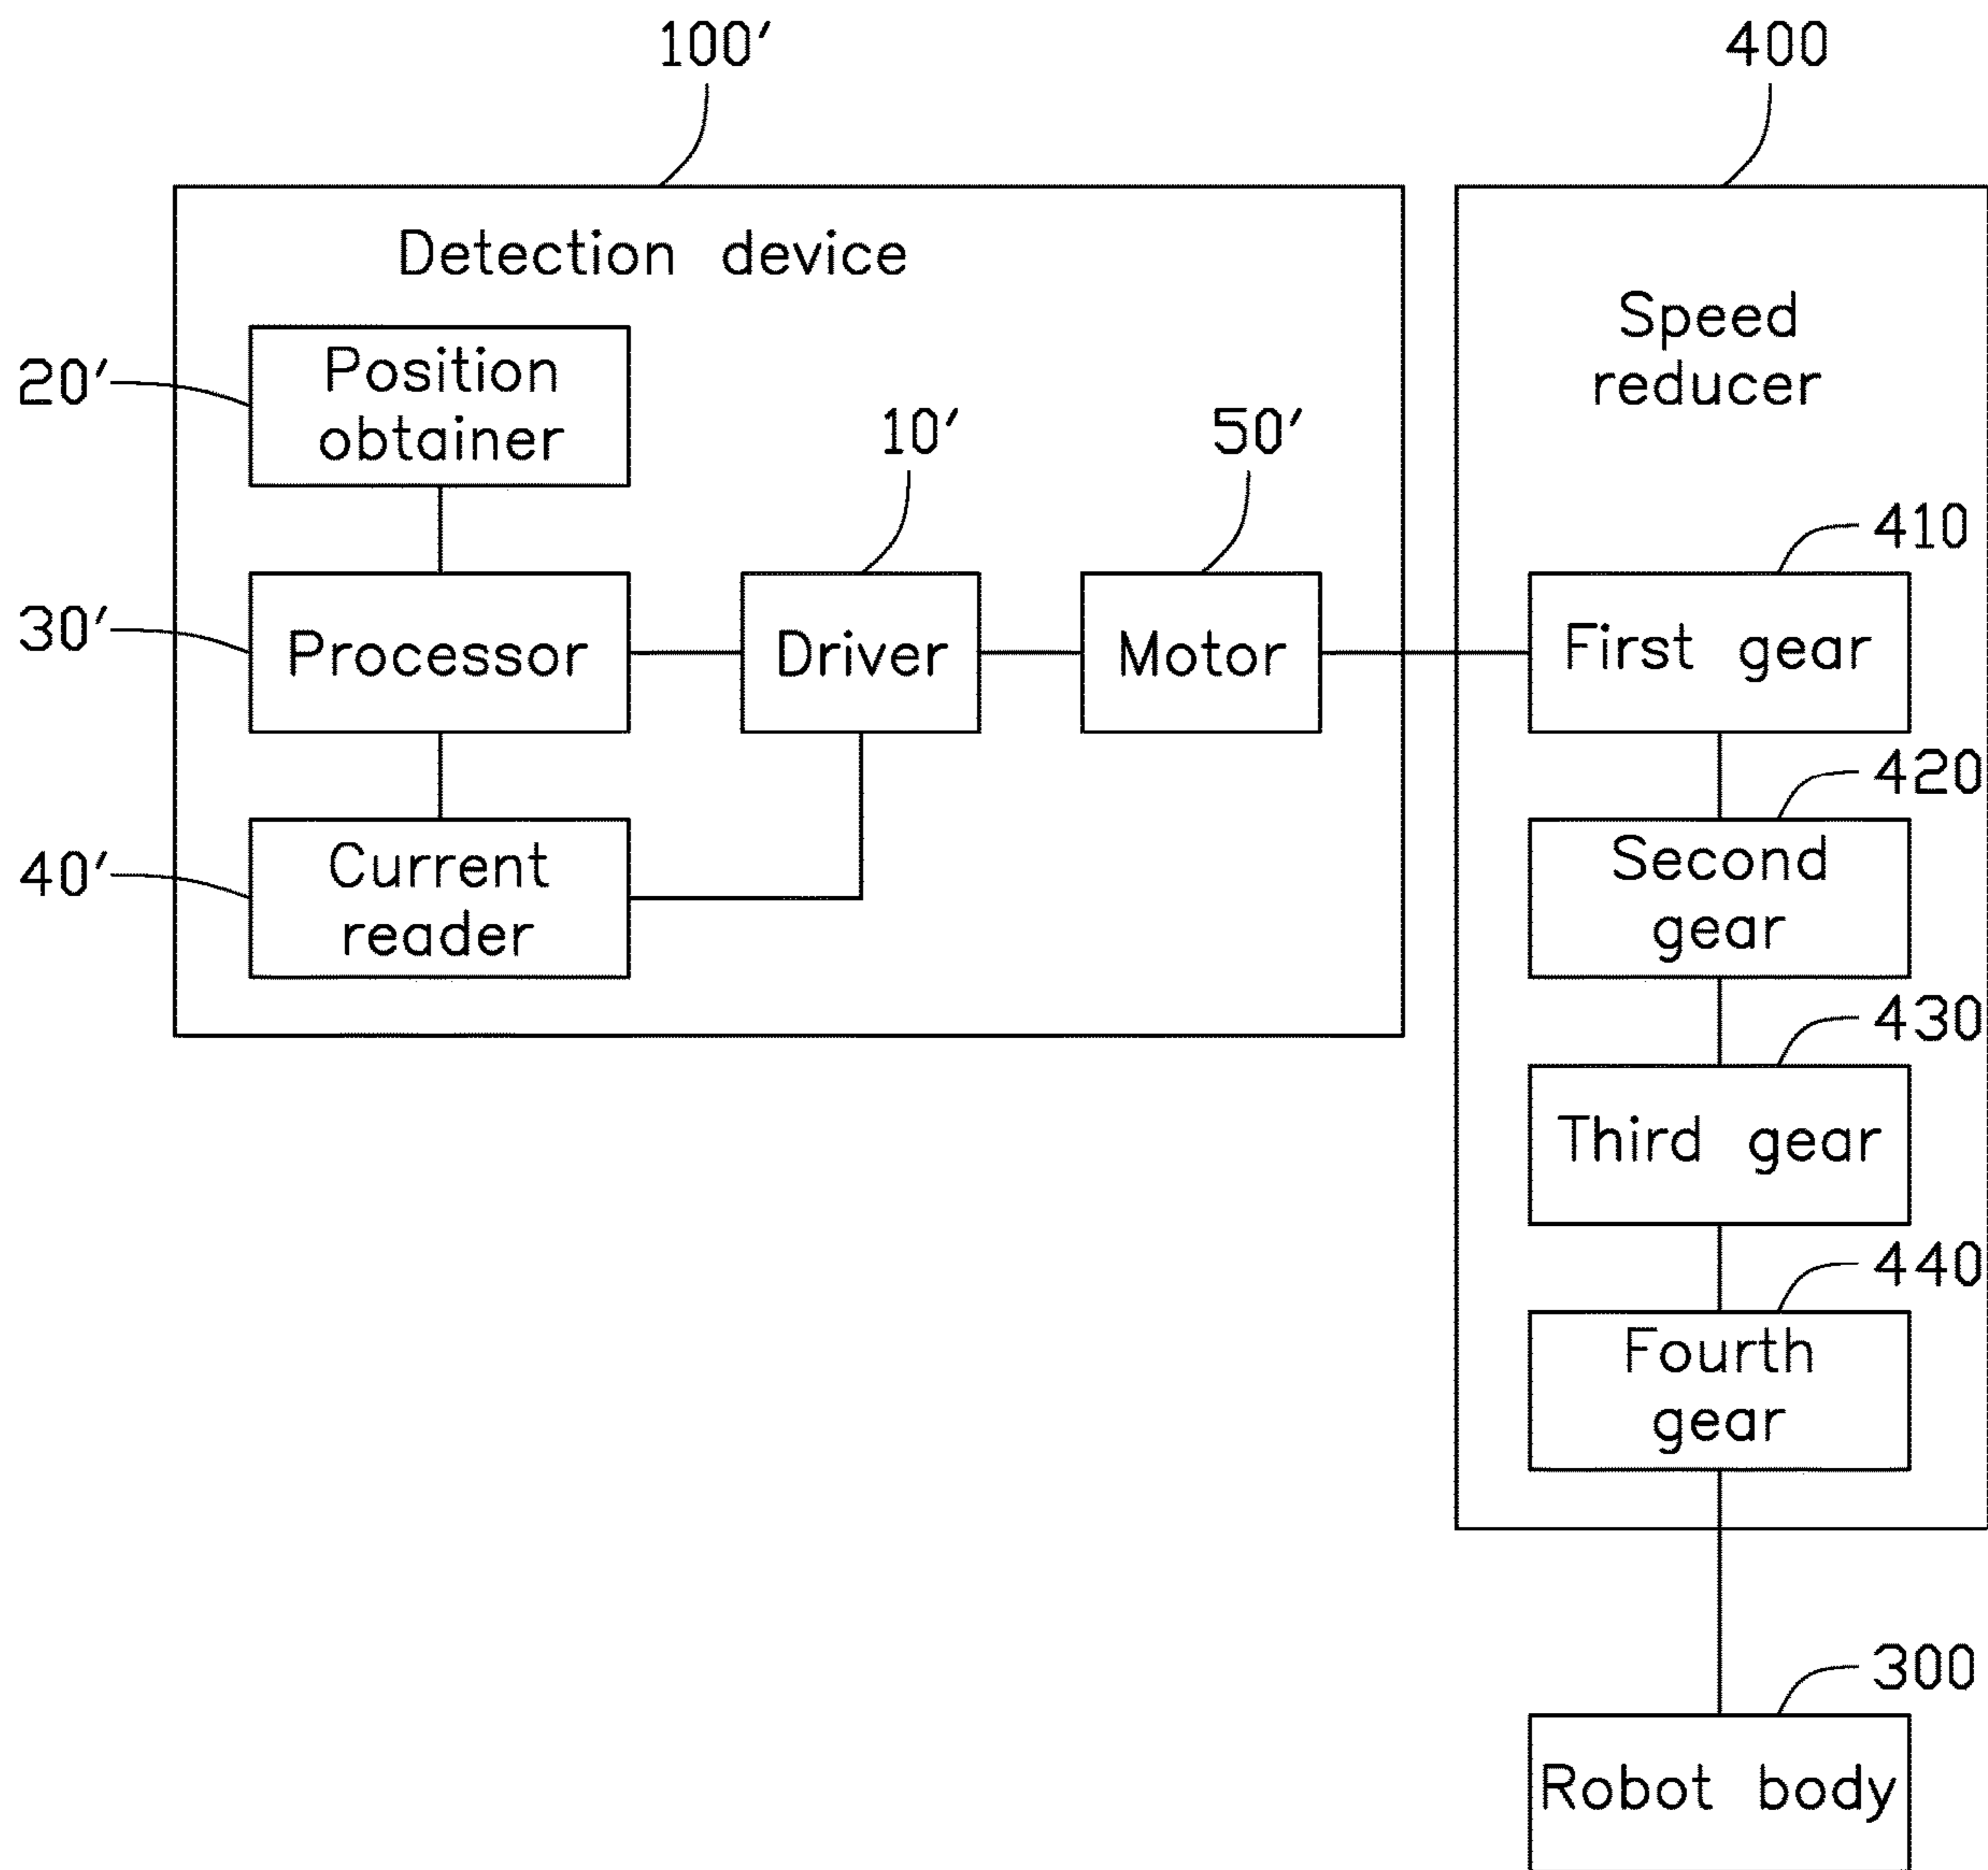 100′
400
Detection device
Speed
reducer
Position
obtainer
20′
10′
50′
410
30′
Processor
Driver
Motor
First gear
420
40′
Current
reader
Second
gear
430
Third gear
440
Fourth
gear
300
Robot body